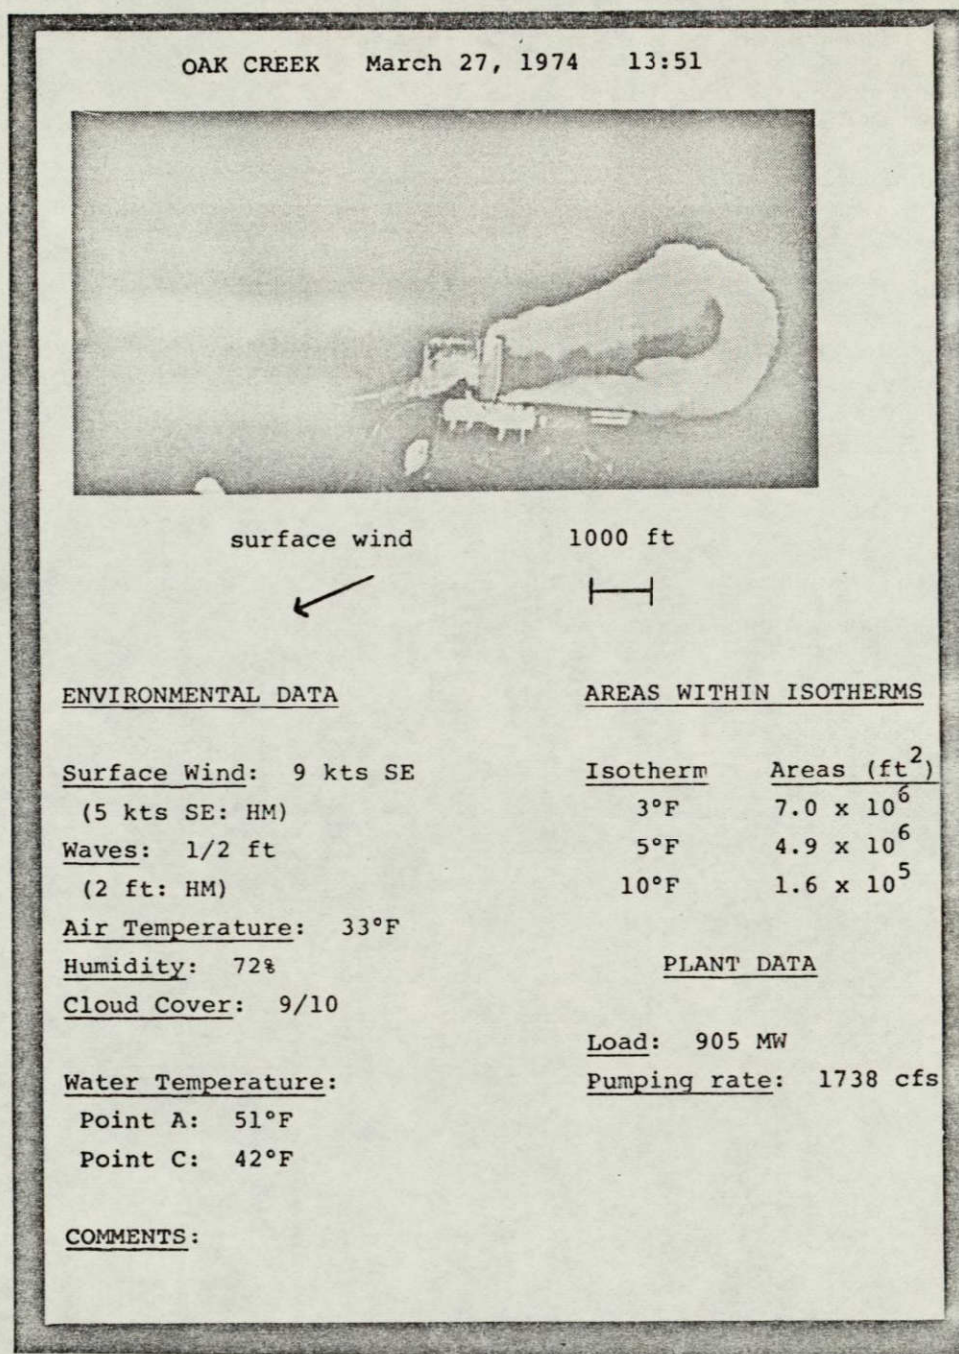 OAK CREEK March 27, 1974 13:51
surface wind 1000 ft
ENVIRONMENTAL DATA
Surface Wind: 9 kts SE
(5 kts SE: HM)
Waves: 1/2 ft
(2 ft: HM)
Air Temperature: 33°F
Humidity: 72%
Cloud Cover: 9/10
Water Temperature:
Point A: 51°F
Point C: 42°F
COMMENTS:
AREAS WITHIN ISOTHERMS
Isotherm Areas (ft²)
3°F 7.0 x 10⁶
5°F 4.9 x 10⁶
10°F 1.6 x 10⁵
PLANT DATA
Load: 905 MW
Pumping rate: 1738 cfs